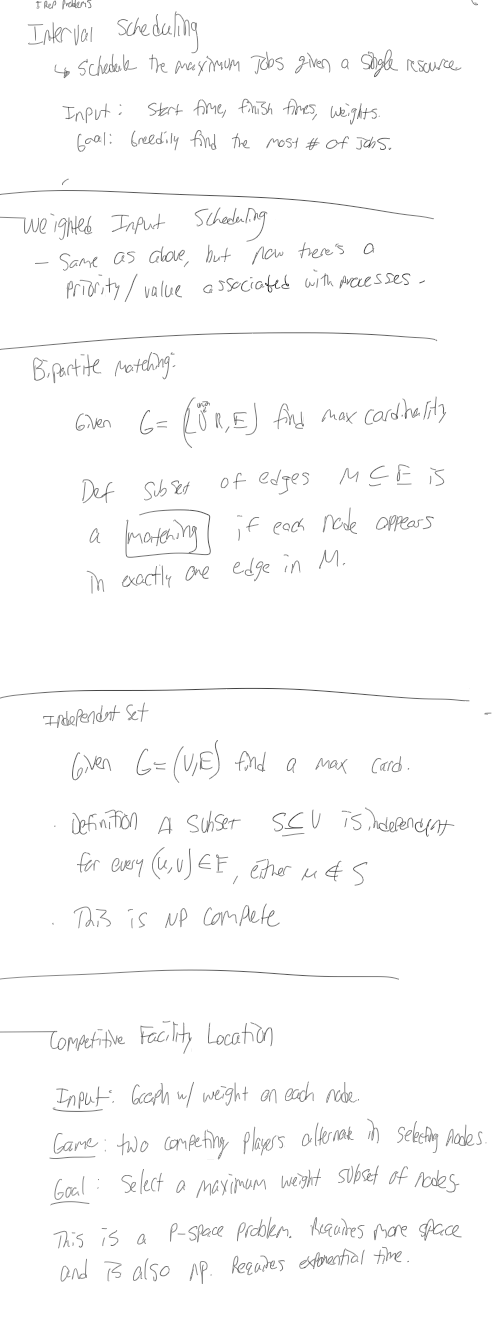 5 Rep Problems
Interval Scheduling
↳ Schedule the maximum jobs given a single resource
Input: Start time, finish times, weights.
Goal: Greedily find the most # of jobs.
Weighted Input Scheduling
- Same as above, but now there's a
priority/value associated with processes.
Bipartite matching:
Given G=(L ∪ R, E) find max cardinality
Def subset of edges M ⊆ E is
a matching if each node appears
in exactly one edge in M.
Independent Set
Given G=(V,E) find a max card.
. Definition A subset S⊆V is independent
for every (u,v)∈E, either u ∉ S
. This is NP complete
Competitive Facility Location
Input: Graph w/ weight on each node.
Game: two competing players alternate in selecting nodes.
Goal: Select a maximum weight subset of nodes.
This is a P-space problem. Requires more space
and is also NP. Requires exponential time.